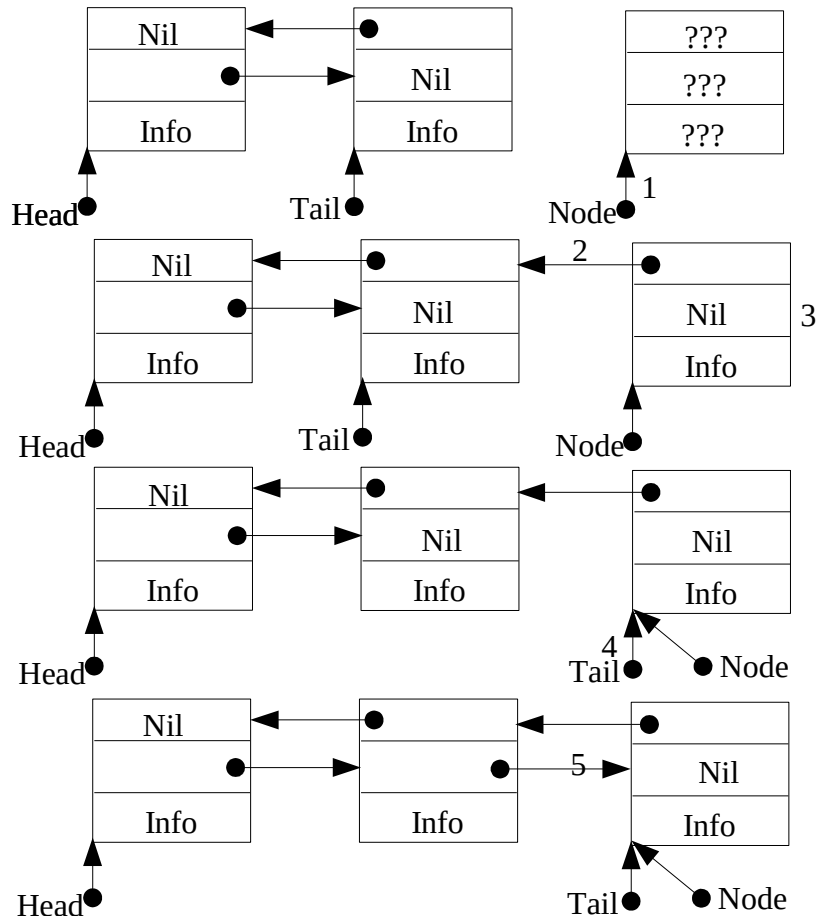 Nil
???
Nil
???
Info
Info
???
1
Head
Tail
Node
Nil
2
Nil
Nil
3
Info
Info
Info
Head
Tail
Node
Nil
Nil
Nil
Info
Info
Info
4
Head
Tail
Node
Nil
5
Nil
Info
Info
Info
Head
Tail
Node